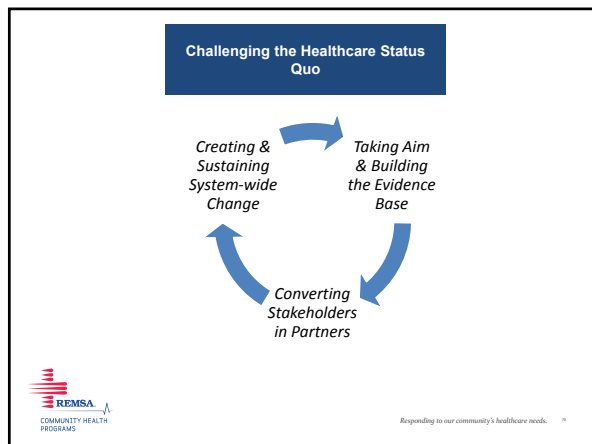 Challenging the Healthcare Status
Quo
Creating &
Sustaining
System-wide
Change
Taking Aim
& Building
the Evidence
Base
Converting
Stakeholders
in Partners
REMSA
COMMUNITY HEALTH
PROGRAMS
Responding to our community's healthcare needs.